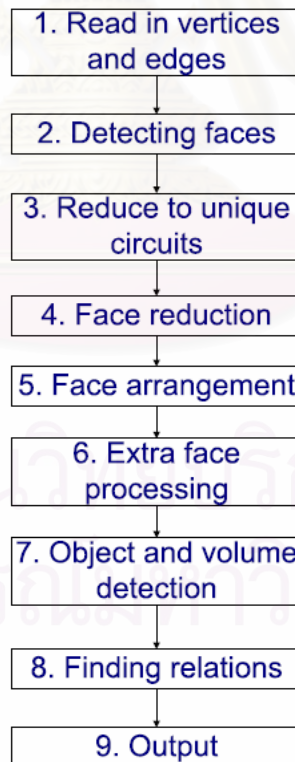 1. Read in vertices
and edges
2. Detecting faces
3. Reduce to unique
circuits
4. Face reduction
5. Face arrangement
6. Extra face
processing
7. Object and volume
detection
8. Finding relations
9. Output